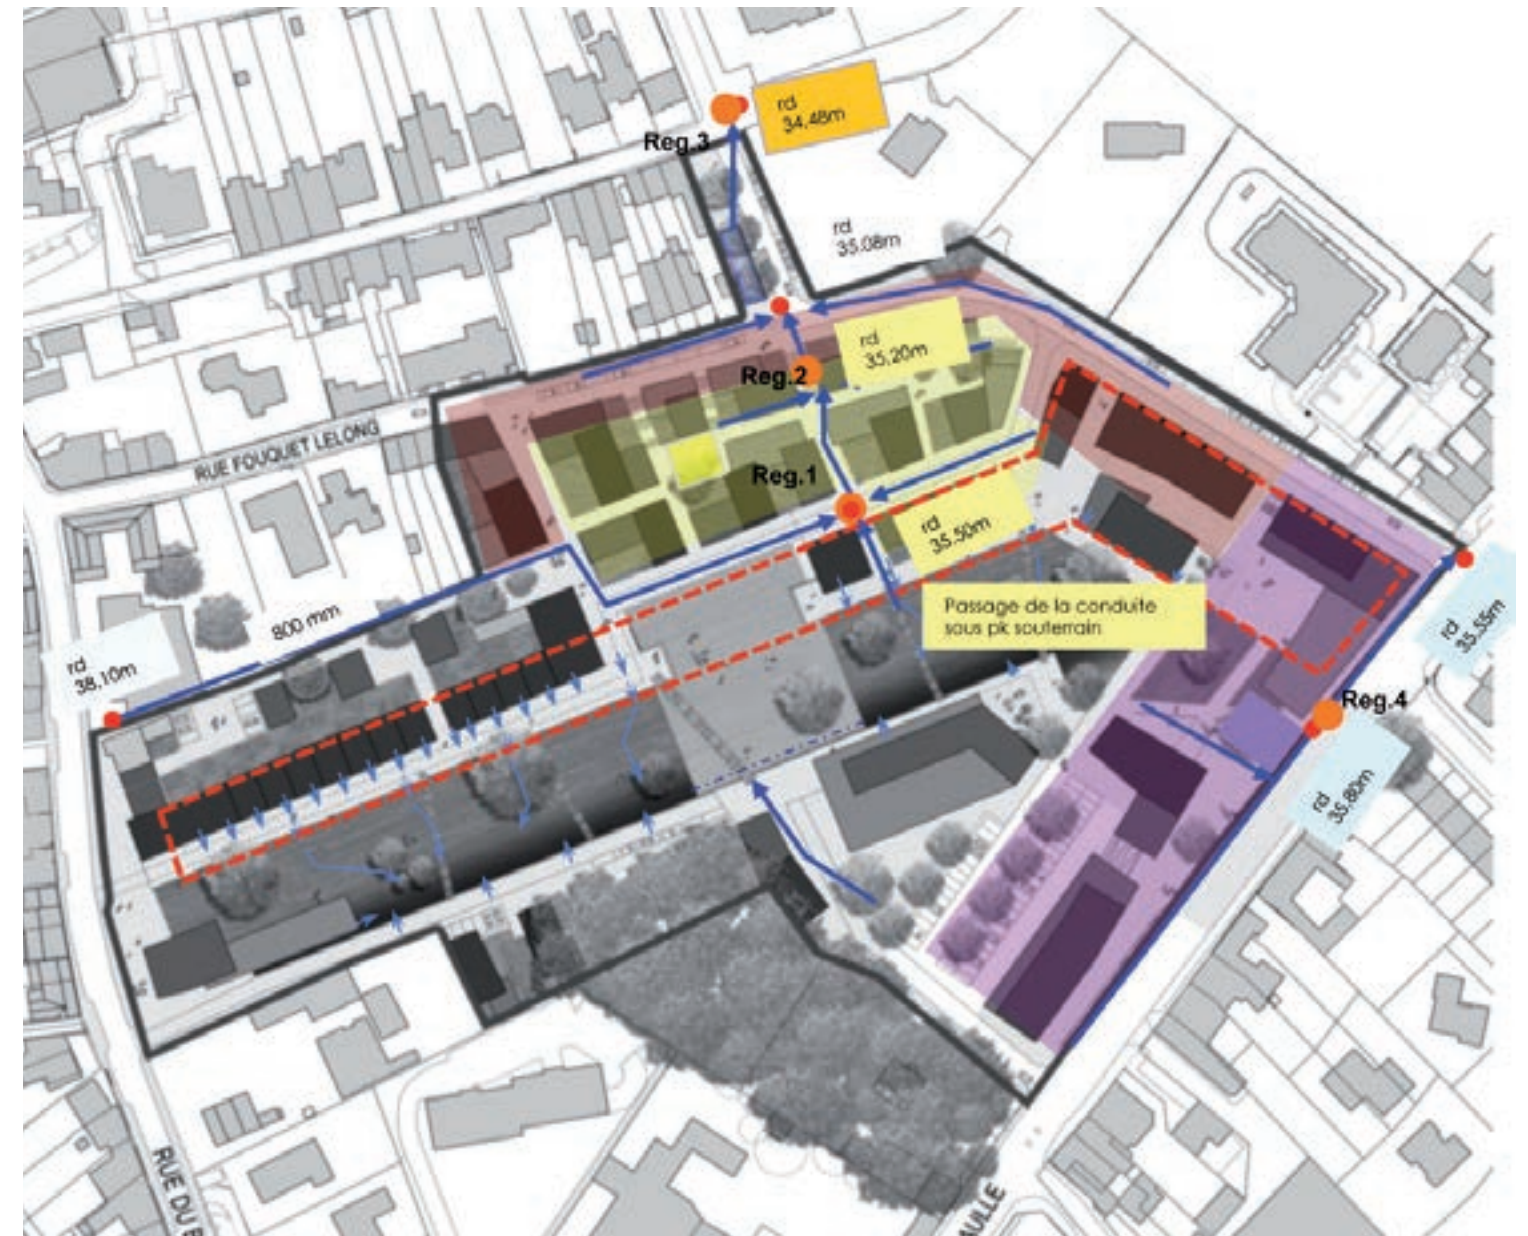 rd
34,48m
Reg.3
rd
35.08m
rd
35,20m
Reg.2
RUE FOUQUET LELONG
Reg.1
rd
35,50m
Passage de la conduite
sous pk souterrain
800 mm
rd
38,10m
rd
35,55m
Reg.4
rd
35,80m
RUE DU
AULLE